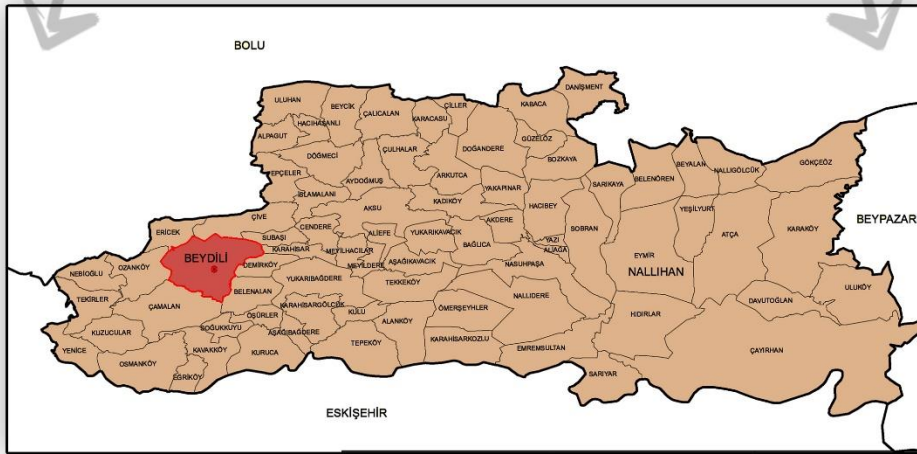 BOLU
DANIŞMENT
ULUHAN
BEYCİK
ÇALICALAN
ÇİLLER
KABACA
HACIHASANLI
KARACASU
ALPAGUT
GÜZELÖZ
DOĞANDERE
DÖĞMECİ
ÇULHALAR
BOZKAYA
BEYALAN
NALLIGÖLCÜK
GÖKÇEÖZ
EPÇELER
AYDOĞMUŞ
ARKUTCA
SARIKAYA
BELENÖREN
İSLAMALANI
YAKAPINAR
KADIKÖY
AKSU
HACIBEY
YEŞİLYURT
ÇİVE
AKDERE
BEYPAZAR
ERİCEK
CENDERE
ALİEFE
YUKARIKAVACIK
SOBRAN
ATÇA
KARAKÖY
SUBAŞI
BAĞLICA
YAZI
KARAHİSAR
MEYİLHACILAR
ALİAĞA
EYMİR
BEYDİLİ
DEMİRKÖY
MEYİLDERE
AŞAĞIKAVACIK
NASUHPAŞA
NALLIHAN
NEBİOĞLU
OZANKÖY
YUKARIBAĞDERE
TEKKEKÖY
ULUKÖY
BELENALAN
NALLIDERE
TEKİRLER
ÇAMALAN
KARAHİSARGÖLCÜK
ÖMERŞEYHLER
DAVUTOĞLAN
ÖŞÜRLER
KULU
HIDIRLAR
KUZUCULAR
SOĞUKKUYU
AŞAĞIBAĞDERE
ALANKÖY
YENİCE
KAVAKKÖY
KURUCA
TEPEKÖY
KARAHİSARKOZLU
EMREMSULTAN
ÇAYIRHAN
OSMANKÖY
EĞRİKÖY
SARIYAR
ESKİŞEHİR